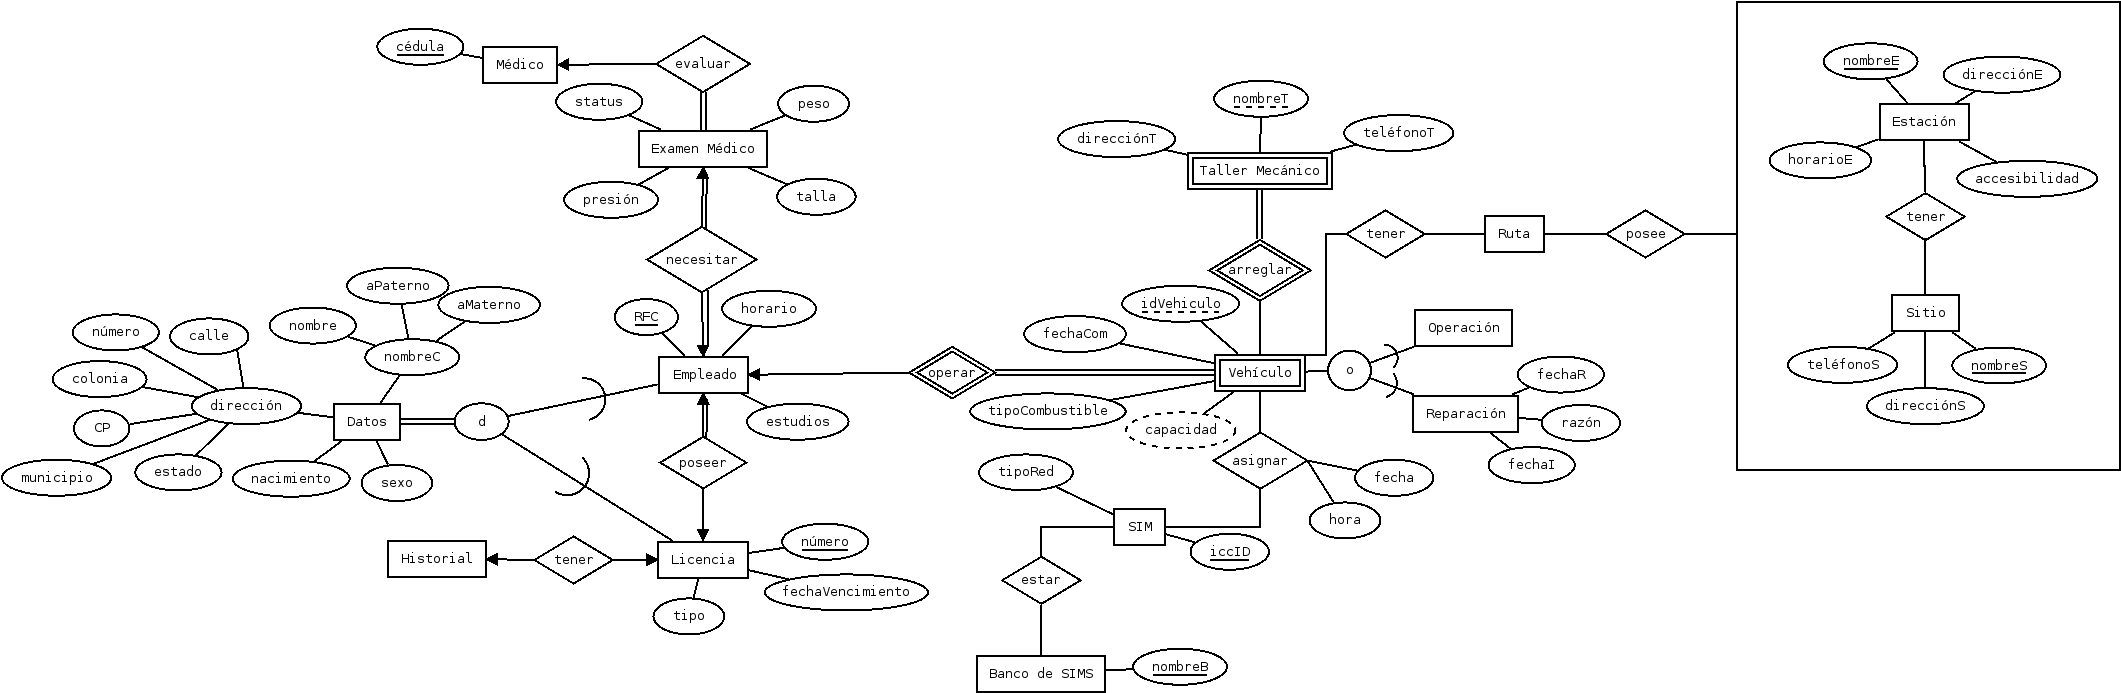 cédula
Médico
evaluar
status
peso
Examen Médico
presión
talla
necesitar
RFC
horario
Empleado
estudios
aPaterno
aMaterno
nombre
nombreC
número
calle
colonia
dirección
CP
municipio
estado
Datos
nacimiento
sexo
d
poseer
Historial
tener
Licencia
número
fechaVencimiento
tipo
operar
nombreT
direcciónT
teléfonoT
Taller Mecánico
arreglar
idVehiculo
fechaCom
Vehículo
tipoCombustible
capacidad
o
Operación
Reparación
fechaR
razón
fechaI
asignar
fecha
hora
tipoRed
SIM
iccID
estar
Banco de SIMS
nombreB
tener
Ruta
posee
nombreE
direcciónE
Estación
horarioE
accesibilidad
tener
Sitio
teléfonoS
nombreS
direcciónS